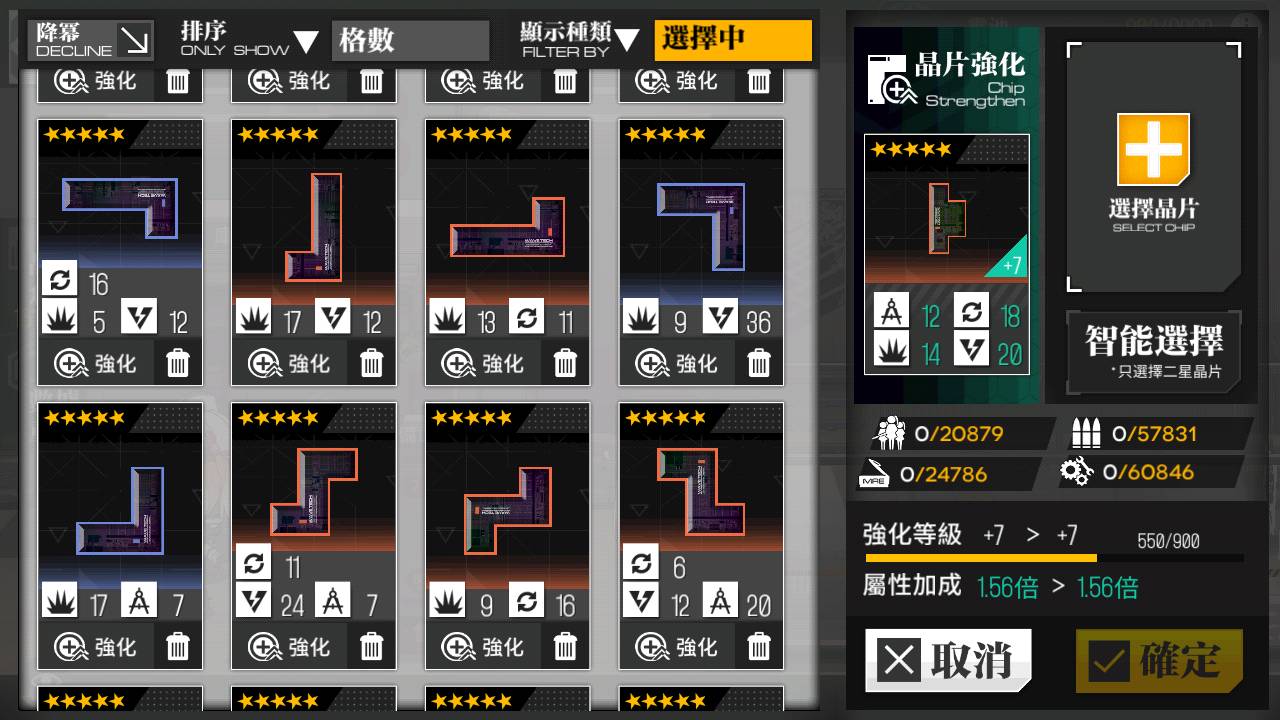 降冪
DECLINE
排序
ONLY SHOW
格數
顯示種類
FILTER BY
選擇中
強化
強化
強化
強化
16
5
12
強化
17
12
強化
13
11
強化
9
36
強化
17
7
強化
11
24
7
強化
9
16
強化
6
12
20
強化
晶片強化
Chip
Strengthen
+7
12
18
14
20
選擇晶片
SELECT CHIP
智能選擇
*只選擇二星晶片
0/20879
0/57831
MRE
0/24786
0/60846
強化等級 +7 > +7
550/900
屬性加成 1.56倍 > 1.56倍
取消
確定